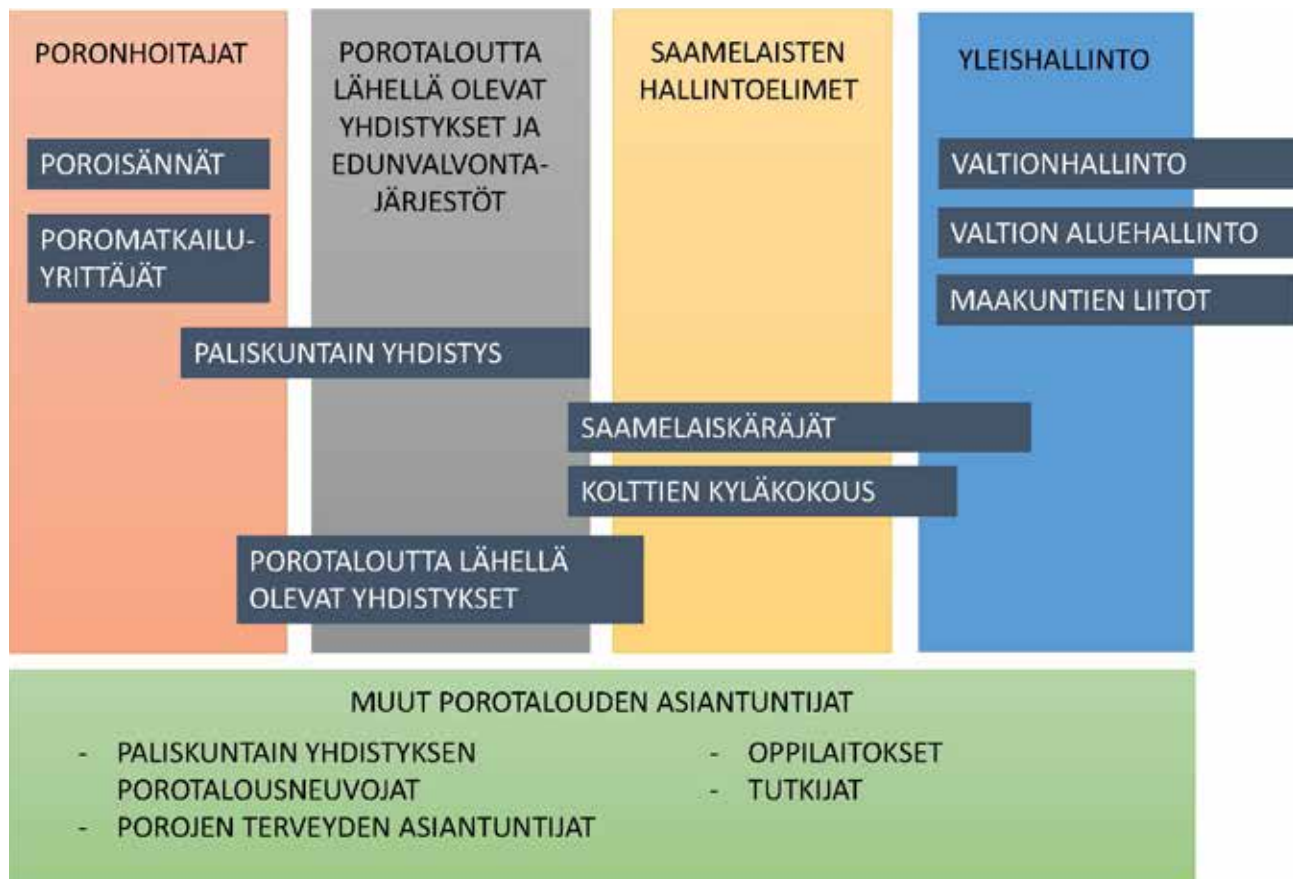 PORONHOITAJAT
POROTALOUTTA
LÄHELLÄ OLEVAT
YHDISTYKSET JA
EDUNVALVONTA-
JÄRJESTÖT
SAAMELAISTEN
HALLINTOELIMET
YLEISHALLINTO
POROISÄNNÄT
POROMATKAILU-
YRITTÄJÄT
VALTIONHALLINTO
VALTION ALUEHALLINTO
MAAKUNTIEN LIITOT
PALISKUNTAIN YHDISTYS
SAAMELAISKÄRÄJÄT
KOLTTIEN KYLÄKOKOUS
POROTALOUTTA LÄHELLÄ
OLEVAT YHDISTYKSET
MUUT POROTALOUDEN ASIANTUNTIJAT
- PALISKUNTAIN YHDISTYKSEN
POROTALOUSNEUVOJAT
- POROJEN TERVEYDEN ASIANTUNTIJAT
- OPPILAITOKSET
- TUTKIJAT